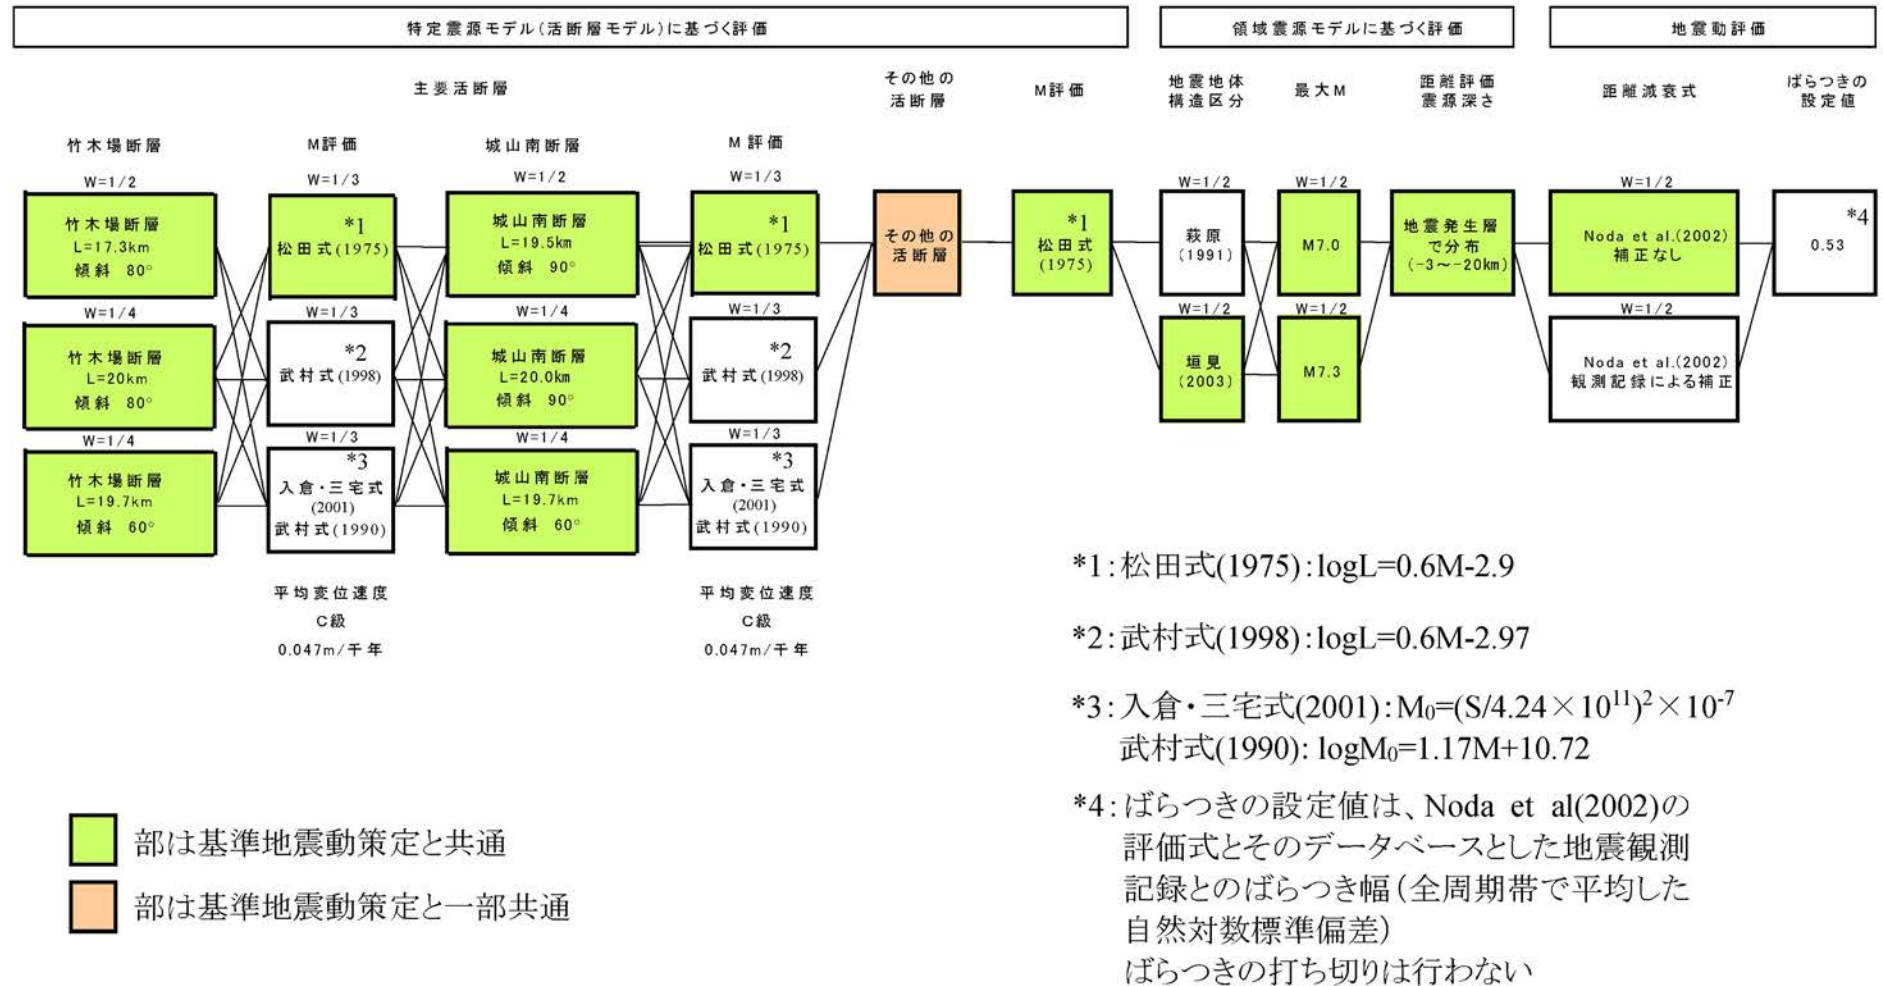 特定震源モデル(活断層モデル)に基づく評価
領域震源モデルに基づく評価
地震動評価
主要活断層
その他の
活断層
M評価
地震地体
構造区分
最大M
距離評価
震源深さ
距離減衰式
ばらつきの
設定値
竹木場断層
M評価
城山南断層
M評価
W=1/2
竹木場断層
L=17.3km
傾斜 80°
W=1/4
竹木場断層
L=20km
傾斜 80°
W=1/4
竹木場断層
L=19.7km
傾斜 60°
W=1/3
*1
松田式(1975)
W=1/3
*2
武村式(1998)
W=1/3
*3
入倉・三宅式
(2001)
武村式(1990)
平均変位速度
C級
0.047m/千年
W=1/2
城山南断層
L=19.5km
傾斜 90°
W=1/4
城山南断層
L=20.0km
傾斜 90°
W=1/4
城山南断層
L=19.7km
傾斜 60°
W=1/3
*1
松田式(1975)
W=1/3
*2
武村式(1998)
W=1/3
*3
入倉・三宅式
(2001)
武村式(1990)
平均変位速度
C級
0.047m/千年
その他の
活断層
*1
松田式
(1975)
W=1/2
萩原
(1991)
W=1/2
垣見
(2003)
W=1/2
M7.0
W=1/2
M7.3
地震発生層
で分布
(-3～-20km)
W=1/2
Noda et al.(2002)
補正なし
W=1/2
Noda et al.(2002)
観測記録による補正
*4
0.53
*1:松田式(1975):logL=0.6M-2.9
*2:武村式(1998):logL=0.6M-2.97
*3:入倉・三宅式(2001):M₀=(S/4.24×10¹¹)²×10⁻⁷
武村式(1990):logM₀=1.17M+10.72
*4:ばらつきの設定値は、Noda et al(2002)の
評価式とそのデータベースとした地震観測
記録とのばらつき幅(全周期帯で平均した
自然対数標準偏差)
ばらつきの打ち切りは行わない
部は基準地震動策定と共通
部は基準地震動策定と一部共通